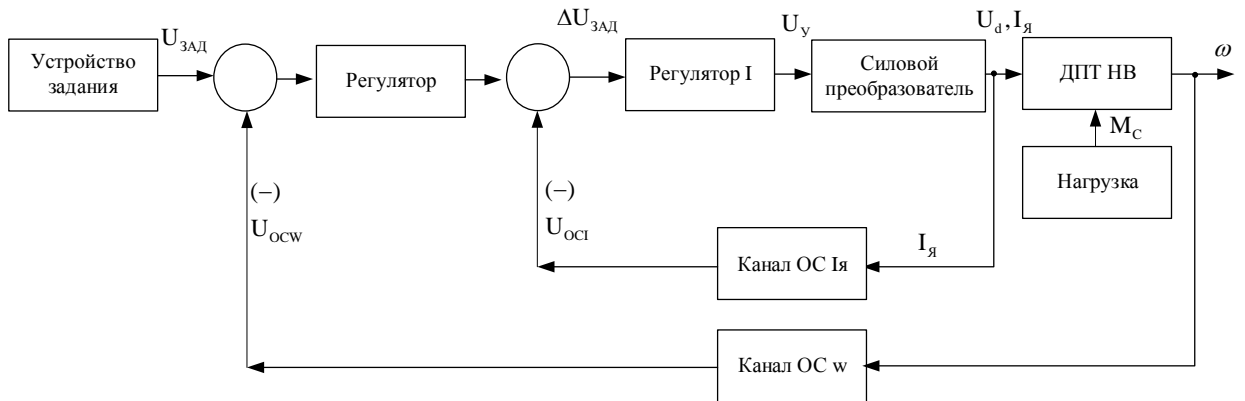 U_ЗАД
ΔU_ЗАД
U_У
U_d, I_Я
ω
Устройство
задания
Регулятор
Регулятор I
Силовой
преобразователь
ДПТ НВ
M_С
Нагрузка
(−)
U_ОСW
(−)
U_ОСI
Канал ОС Iя
I_Я
Канал ОС w